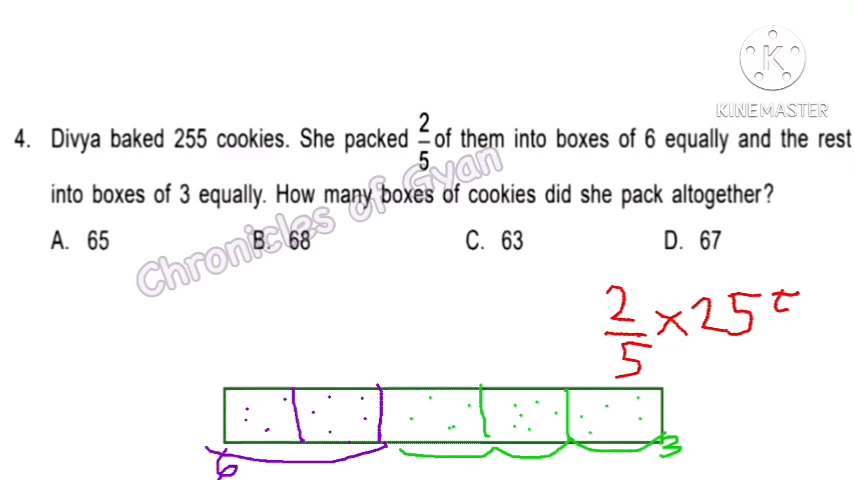 KINEMASTER
4. Divya baked 255 cookies. She packed 2/5 of them into boxes of 6 equally and the rest
into boxes of 3 equally. How many boxes of cookies did she pack altogether?
Chronicles of Gyan
A. 65 B. 68 C. 63 D. 67
2/5 × 25
6 3